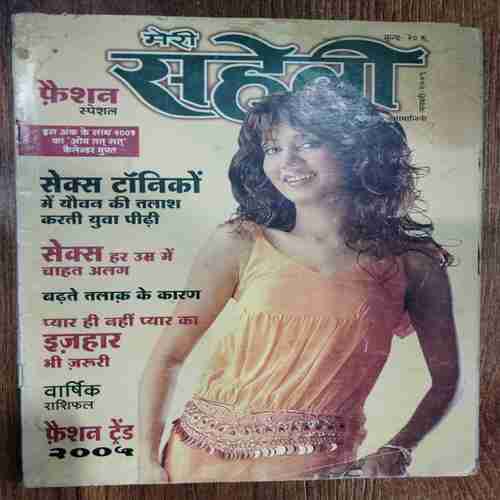 मेरी
सहेली
मूल्य: २० रु.
फ़ैशन
स्पेशल
इस अंक के साथ २००५
का 'ओम तत् सत्'
कैलेन्डर मुफ़्त
सेक्स टॉनिकों
में यौवन की तलाश
करती युवा पीढ़ी
सेक्स हर उम्र में
चाहत अलग
बढ़ते तलाक़ के कारण
प्यार ही नहीं प्यार का
इज़हार
भी ज़रूरी
वार्षिक
राशिफल
फ़ैशन ट्रेंड
२००५